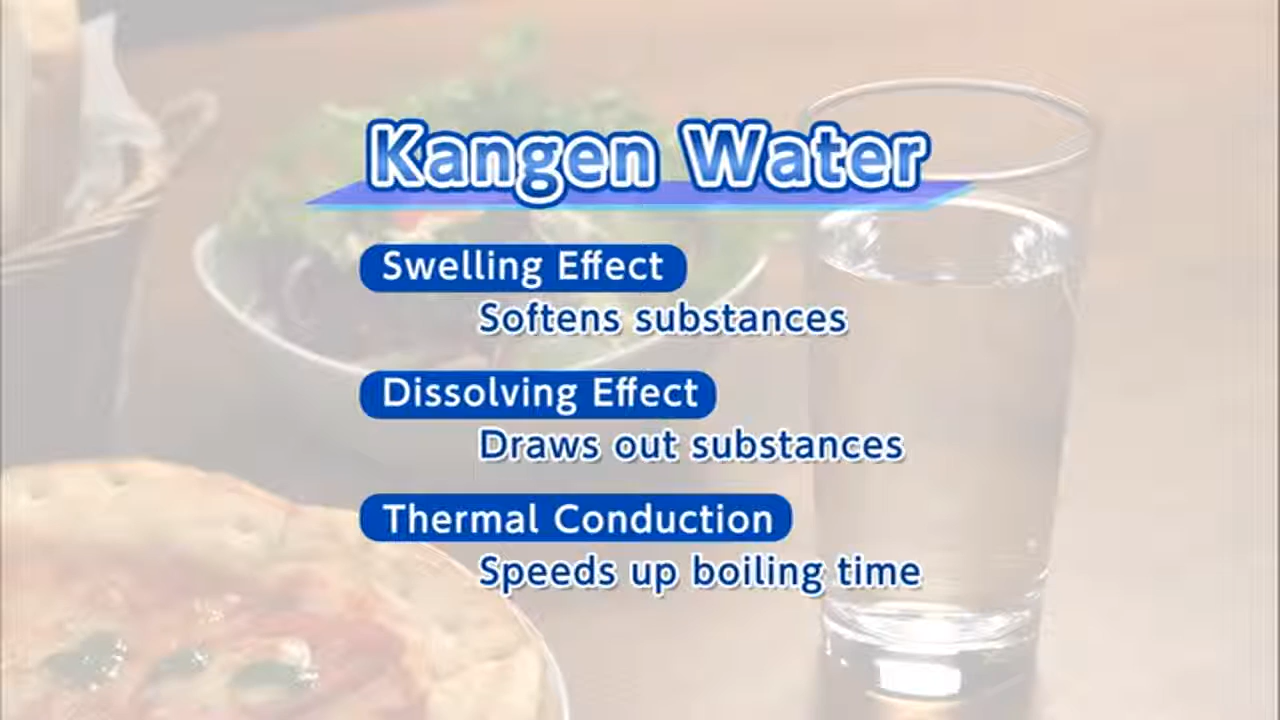 Kangen Water
Swelling Effect
Softens substances
Dissolving Effect
Draws out substances
Thermal Conduction
Speeds up boiling time